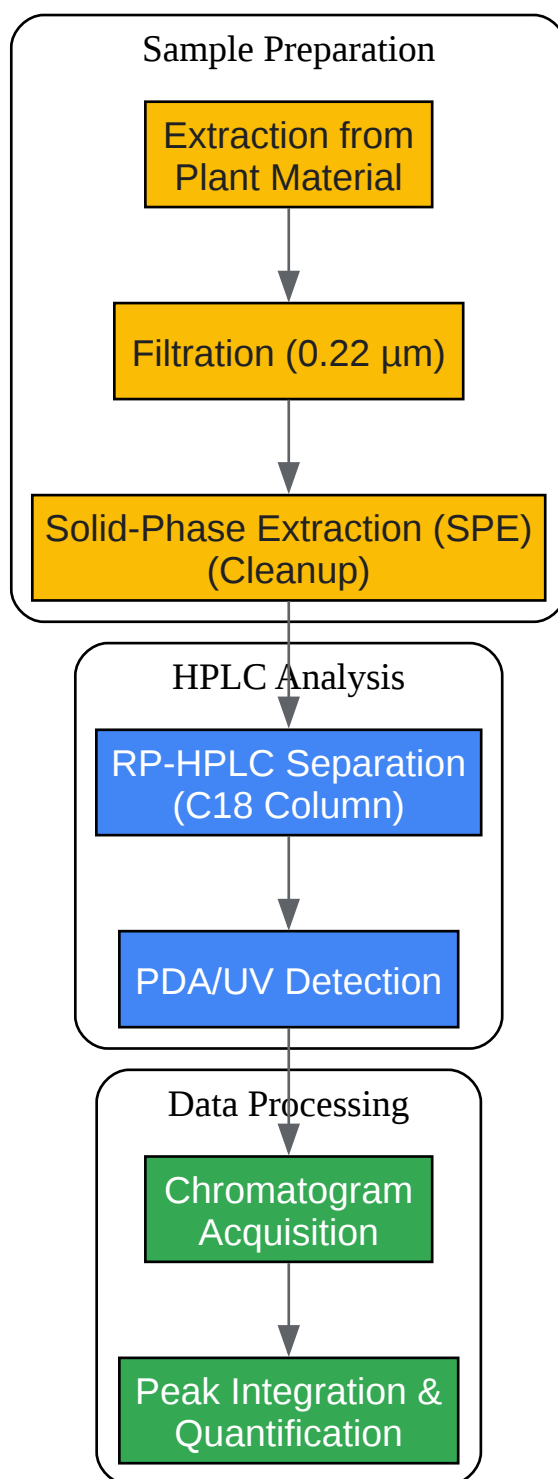 Sample Preparation
Extraction from
Plant Material
Filtration (0.22 µm)
Solid-Phase Extraction (SPE)
(Cleanup)
HPLC Analysis
RP-HPLC Separation
(C18 Column)
PDA/UV Detection
Data Processing
Chromatogram
Acquisition
Peak Integration &
Quantification